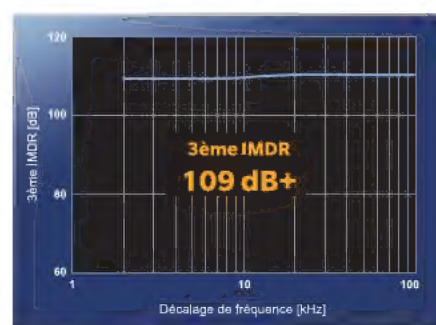 120
100
80
60
3ème IMDR [dB]
3ème IMDR
109 dB+
1
10
100
Décalage de fréquence [kHz]